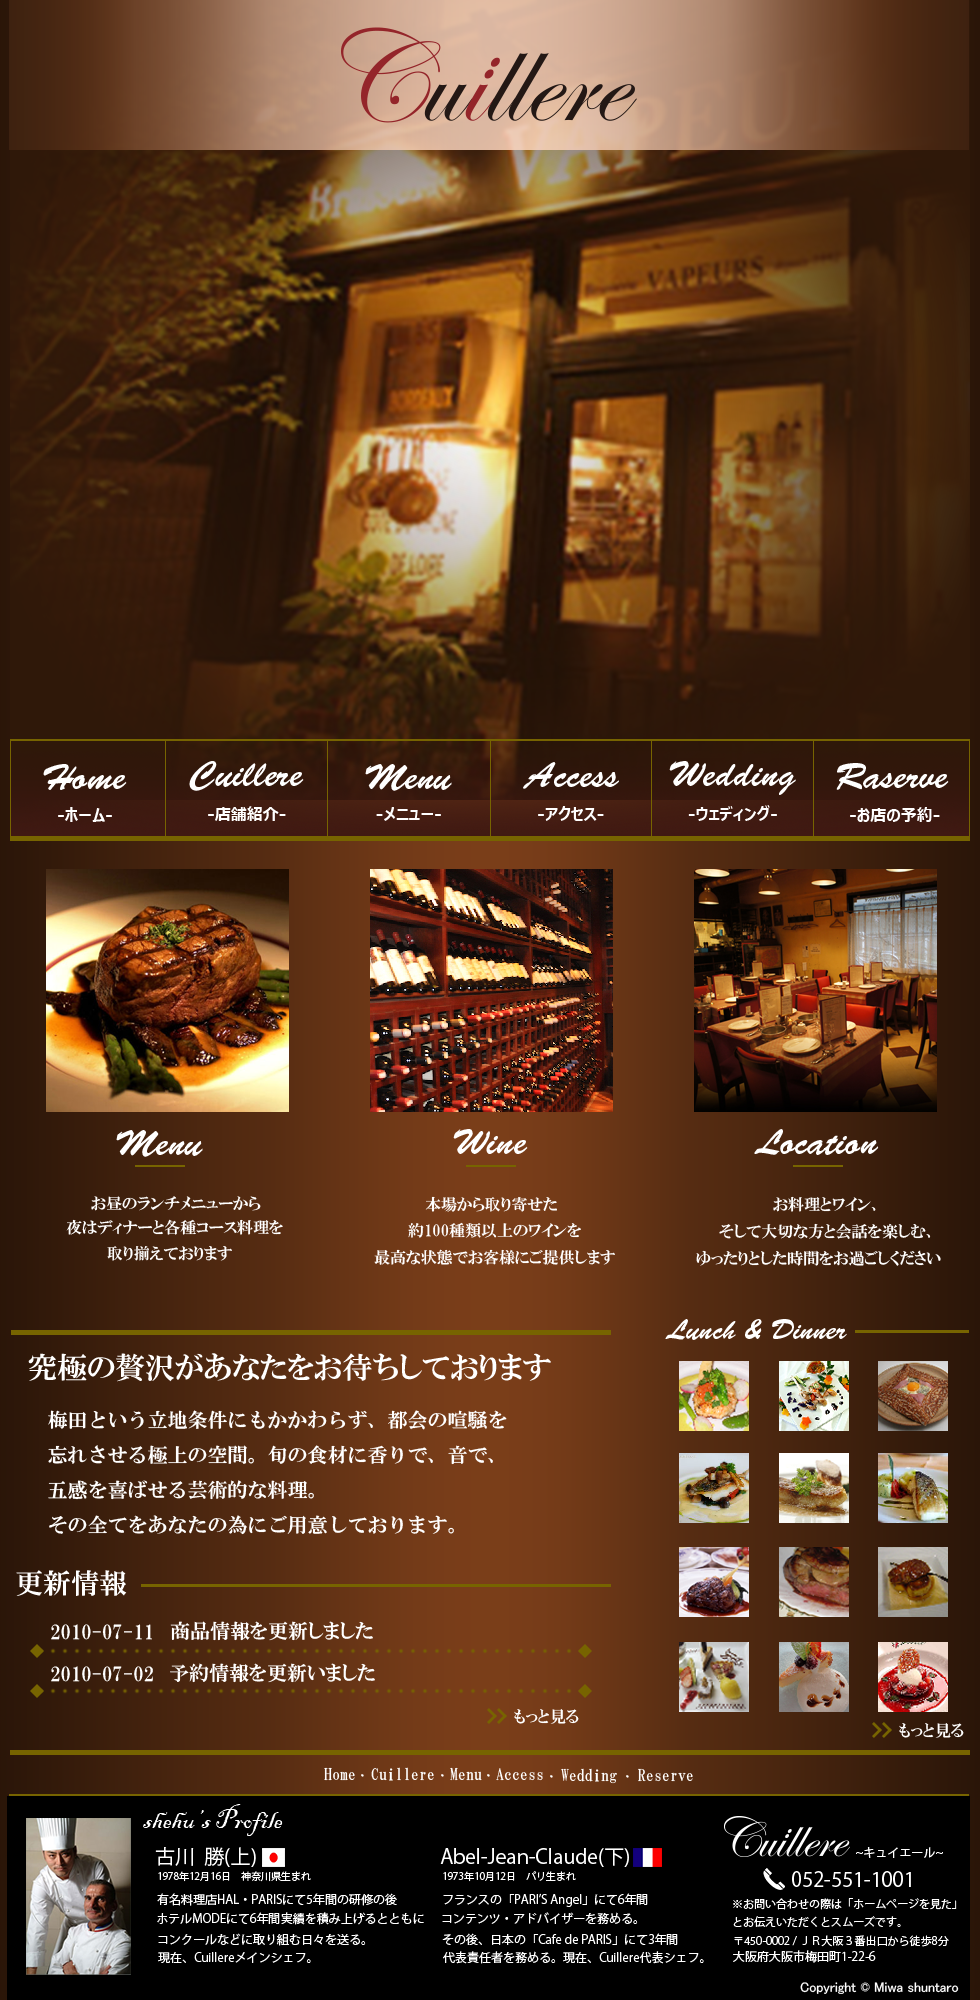 Cuillere
VAPEU
Brasserie VAPEU
VAPEURS
BORDEAUX
Home
-ホーム-
Cuillere
-店舗紹介-
Menu
-メニュー-
Access
-アクセス-
Wedding
-ウェディング-
Raserve
-お店の予約-
Menu
お昼のランチメニューから
夜はディナーと各種コース料理を
取り揃えております
Wine
本場から取り寄せた
約100種類以上のワインを
最高な状態でお客様にご提供します
Location
お料理とワイン、
そして大切な方と会話を楽しむ、
ゆったりとした時間をお過ごしください
究極の贅沢があなたをお待ちしております
梅田という立地条件にもかかわらず、都会の喧騒を
忘れさせる極上の空間。旬の食材に香りで、音で、
五感を喜ばせる芸術的な料理。
その全てをあなたの為にご用意しております。
更新情報
2010-07-11 商品情報を更新しました
2010-07-02 予約情報を更新いました
もっと見る
Lunch & Dinner
もっと見る
Home・Cuillere・Menu・Access・Wedding・Reserve
shehu's Profile
古川 勝(上)
1978年12月16日 神奈川県生まれ
有名料理店HAL・PARISにて5年間の研修の後
ホテルMODEにて6年間実績を積み上げるとともに
コンクールなどに取り組む日々を送る。
現在、Cuillereメインシェフ。
Abel-Jean-Claude(下)
1973年10月12日 パリ生まれ
フランスの「PARI'S Angel」にて6年間
コンテンツ・アドバイザーを務める。
その後、日本の「Cafe de PARIS」にて3年間
代表責任者を務める。現在、Cuillere代表シェフ。
Cuillere ~キュイエール~
052-551-1001
※お問い合わせの際は「ホームページを見た」
とお伝えいただくとスムーズです。
〒450-0002 / ＪＲ大阪３番出口から徒歩8分
大阪府大阪市梅田町1-22-6
Copyright © Miwa shuntaro